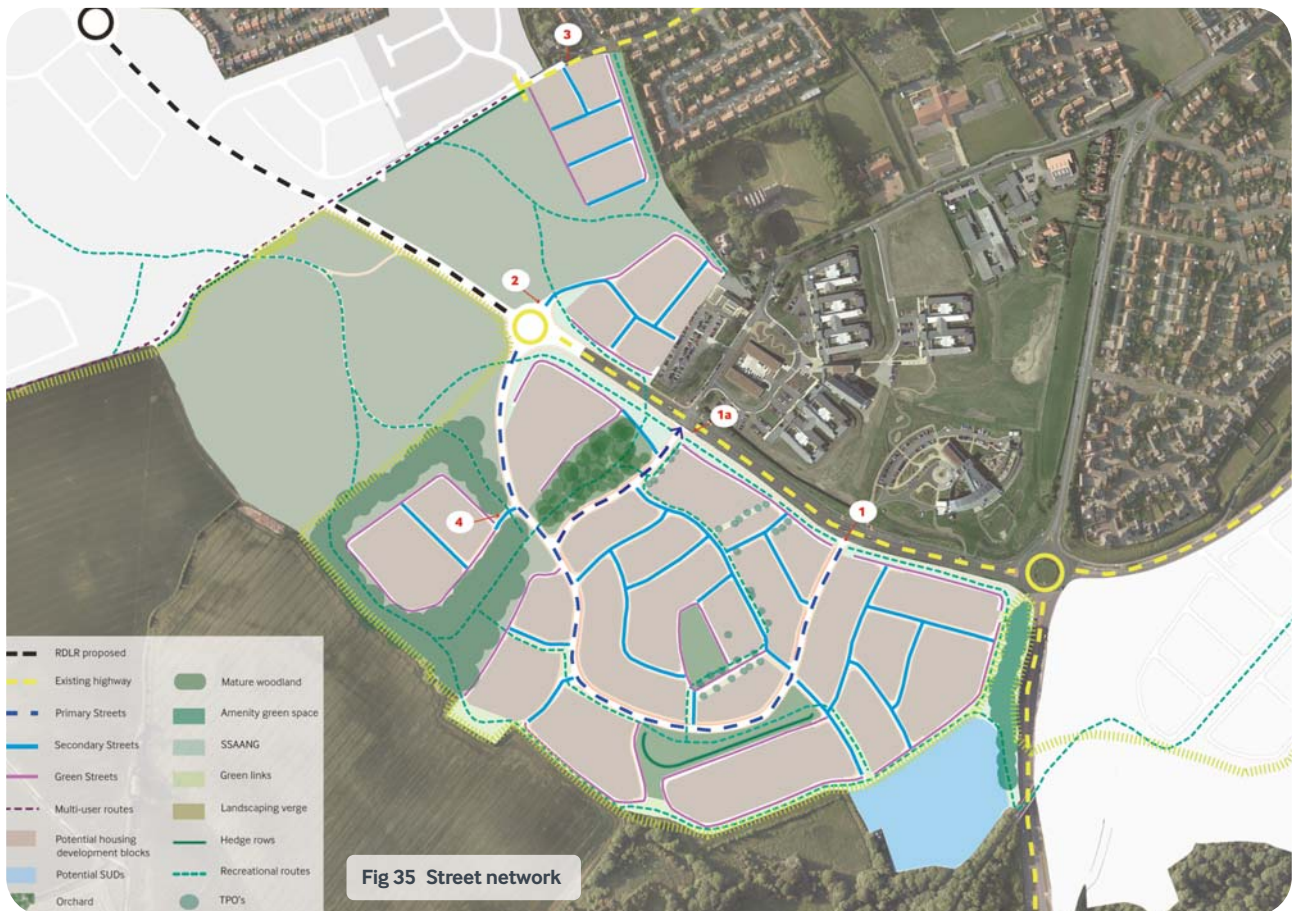 3
2
1a
4
1
RDLR proposed
Existing highway
Primary Streets
Secondary Streets
Green Streets
Multi-user routes
Potential housing
development blocks
Potential SUDs
Orchard
Mature woodland
Amenity green space
SSAANG
Green links
Landscaping verge
Hedge rows
Recreational routes
TPO's
Fig 35 Street network